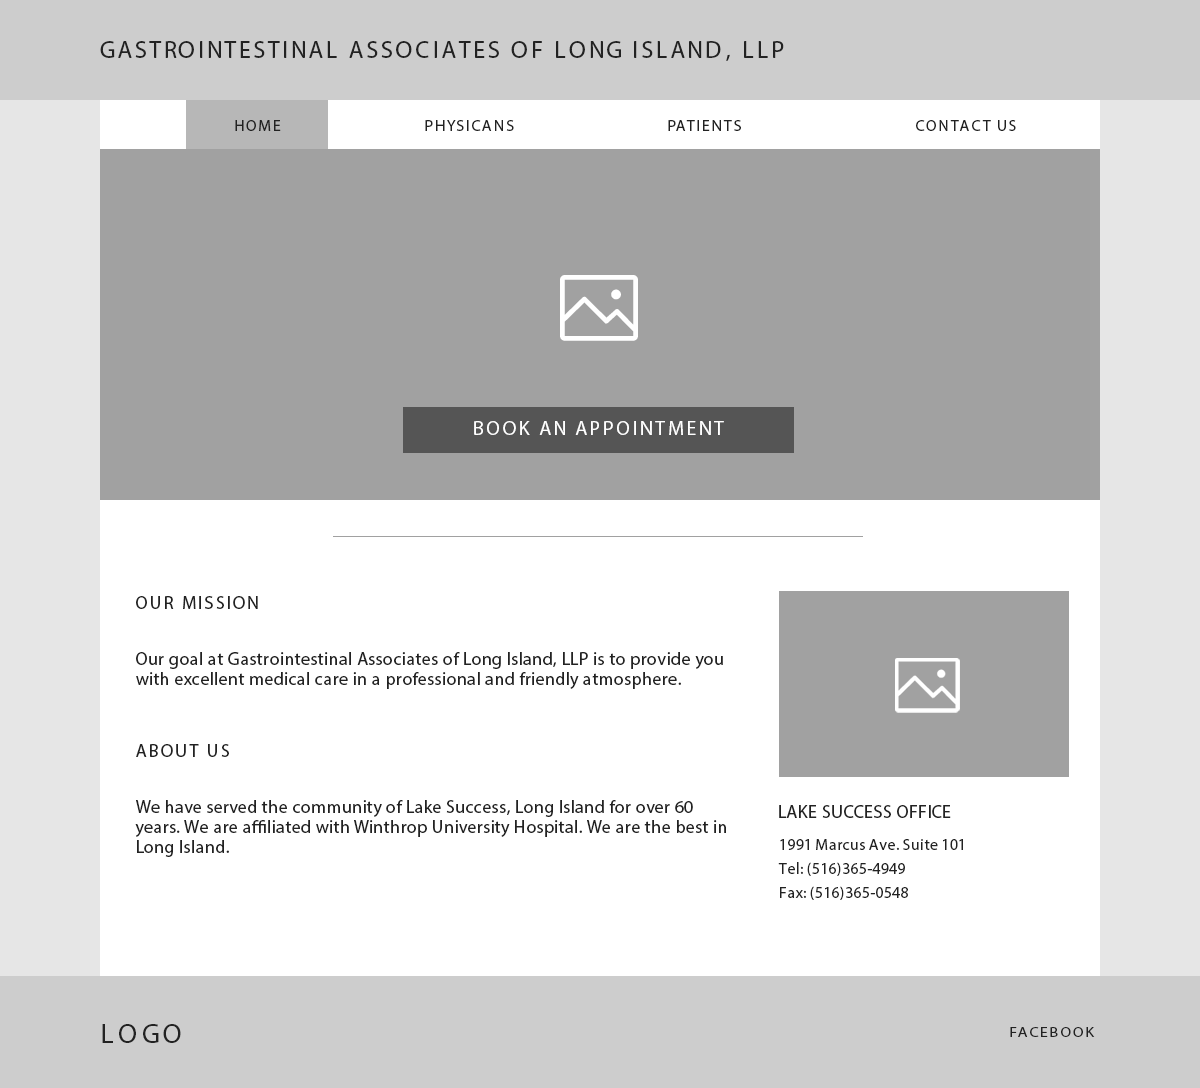 GASTROINTESTINAL ASSOCIATES OF LONG ISLAND, LLP
HOME
PHYSICANS
PATIENTS
CONTACT US
BOOK AN APPOINTMENT
OUR MISSION
Our goal at Gastrointestinal Associates of Long Island, LLP is to provide you
with excellent medical care in a professional and friendly atmosphere.
ABOUT US
We have served the community of Lake Success, Long Island for over 60
years. We are affiliated with Winthrop University Hospital. We are the best in
Long Island.
LAKE SUCCESS OFFICE
1991 Marcus Ave. Suite 101
Tel: (516)365-4949
Fax: (516)365-0548
LOGO
FACEBOOK